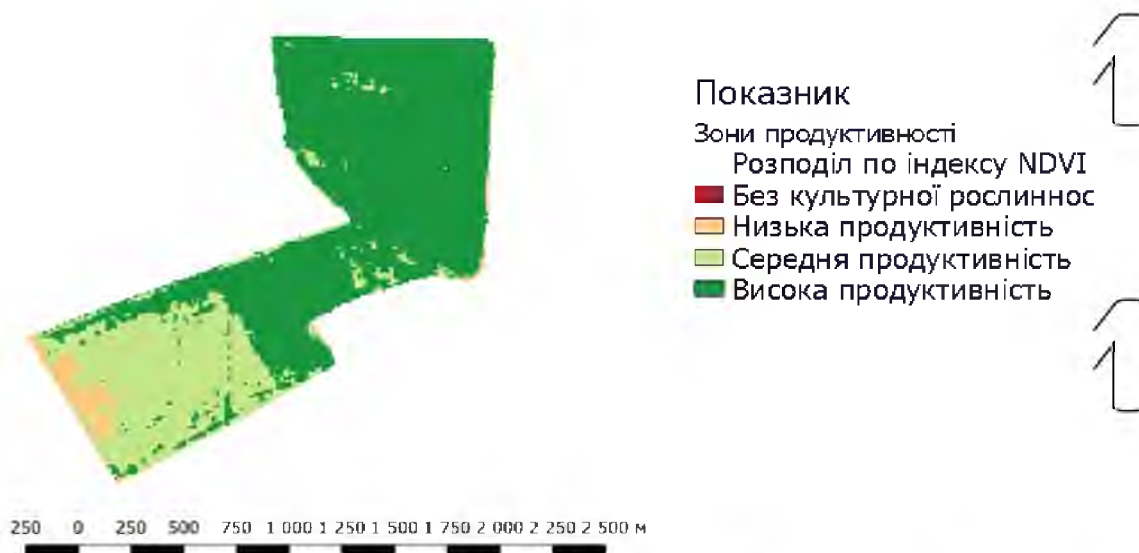 Показник
Зони продуктивності
Розподіл по індексу NDVI
Без культурної рослиннос
Низька продуктивність
Середня продуктивність
Висока продуктивність
250 0 250 500 750 1 000 1 250 1 500 1 750 2 000 2 250 2 500 м